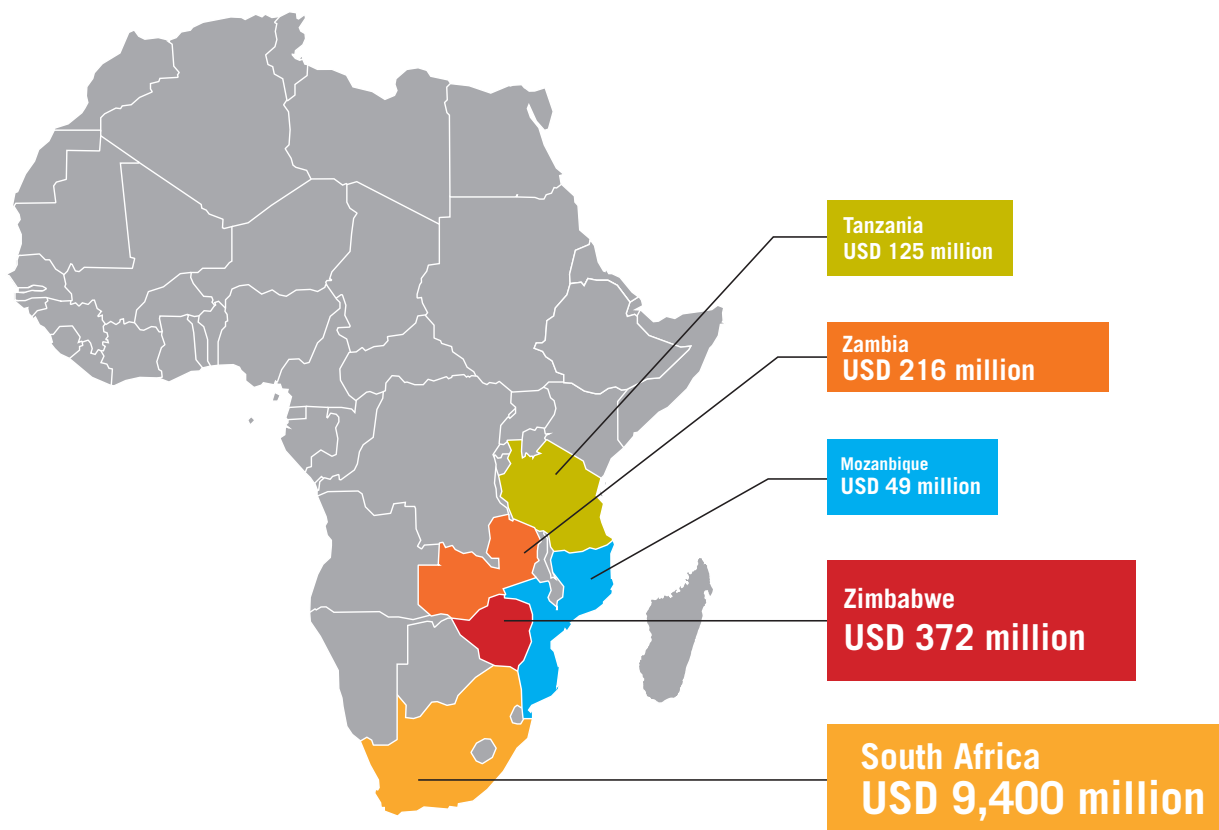 Tanzania
USD 125 million
Zambia
USD 216 million
Mozanbique
USD 49 million
Zimbabwe
USD 372 million
South Africa
USD 9,400 million